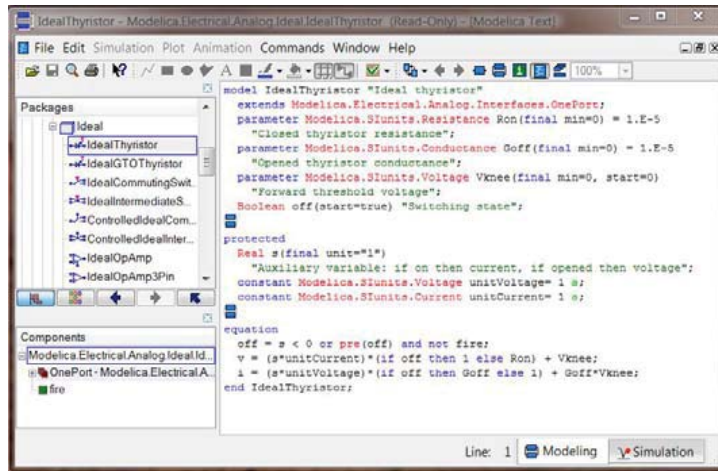 IdealThyristor - Modelica.Electrical.Analog.Ideal.IdealThyristor (Read-Only) - [Modelica Text]
File Edit Simulation Plot Animation Commands Window Help
100%
Packages
Ideal
IdealThyristor
IdealGTOThyristor
IdealCommutingSwit...
IdealIntermediateS...
ControlledIdealCom...
ControlledIdealInter...
IdealOpAmp
IdealOpAmp3Pin
Components
Modelica.Electrical.Analog.Ideal.Id...
OnePort - Modelica.Electrical.A...
fire
model IdealThyristor "Ideal thyristor"
extends Modelica.Electrical.Analog.Interfaces.OnePort;
parameter Modelica.SIunits.Resistance Ron(final min=0) = 1.E-5
"Closed thyristor resistance";
parameter Modelica.SIunits.Conductance Goff(final min=0) = 1.E-5
"Opened thyristor conductance";
parameter Modelica.SIunits.Voltage Vknee(final min=0, start=0)
"Forward threshold voltage";
Boolean off(start=true) "Switching state";
protected
Real s(final unit="1")
"Auxiliary variable: if on then current, if opened then voltage";
constant Modelica.SIunits.Voltage unitVoltage= 1 a;
constant Modelica.SIunits.Current unitCurrent= 1 a;
equation
off = s < 0 or pre(off) and not fire;
v = (s*unitCurrent)*(if off then 1 else Ron) + Vknee;
i = (s*unitVoltage)*(if off then Goff else 1) + Goff*Vknee;
end IdealThyristor;
Line: 1 Modeling Simulation